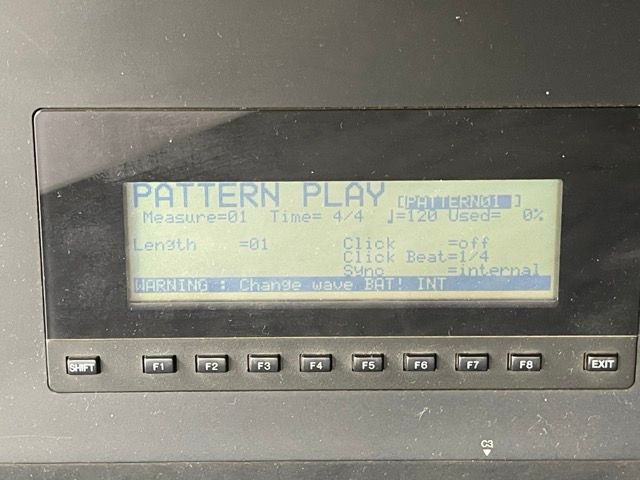 PATTERN PLAY [PATTERN01 ]
Measure=01 Time= 4/4 ♩=120 Used= 0%
Length =01 Click =off
Click Beat=1/4
Sync =internal
WARNING : Change wave BAT! INT
SHIFT F1 F2 F3 F4 F5 F6 F7 F8 EXIT
C3